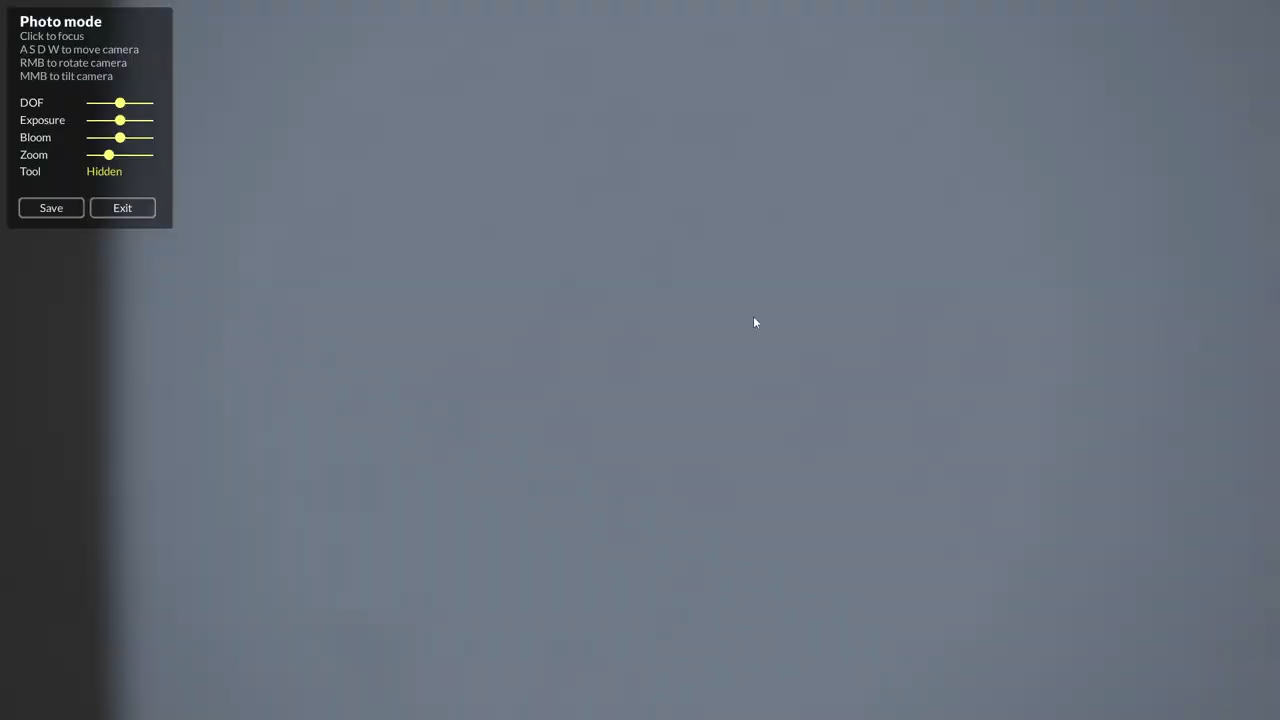 Photo mode
Click to focus
A S D W to move camera
RMB to rotate camera
MMB to tilt camera
DOF
Exposure
Bloom
Zoom
Tool Hidden
Save Exit